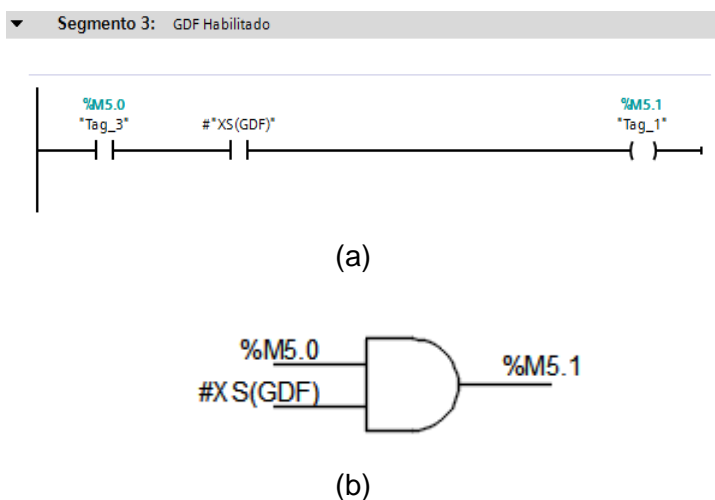 Segmento 3: GDF Habilitado
%M5.0 %M5.1
"Tag_3" #"XS(GDF)" "Tag_1"
(a)
%M5.0
%M5.1
#XS(GDF)
(b)